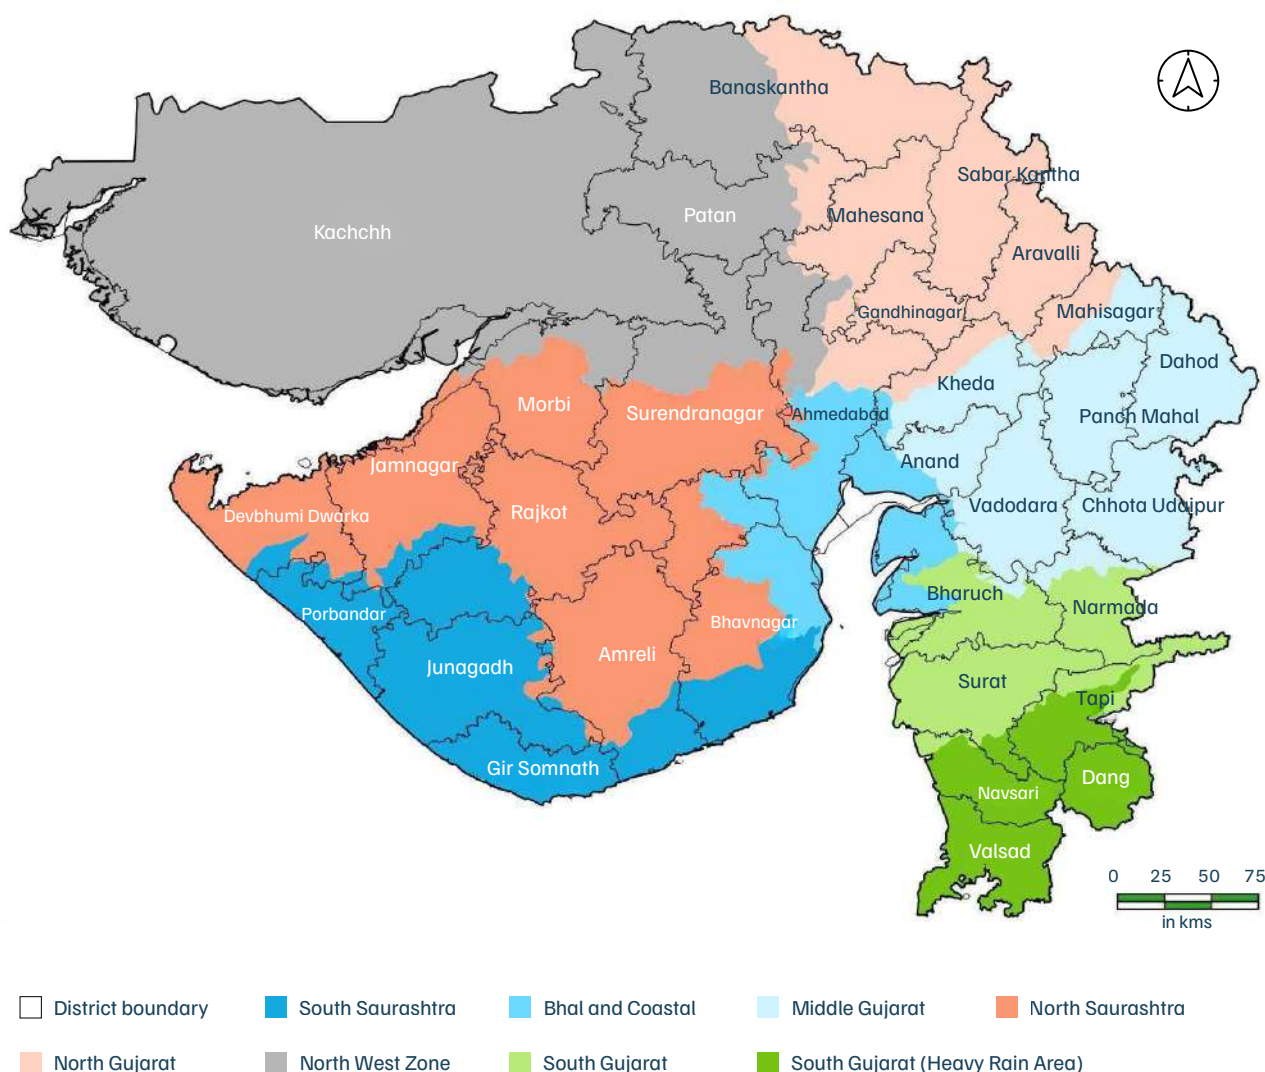 Banaskantha
Sabar Kantha
Patan
Mahesana
Kachchh
Aravalli
Gandhinagar
Mahisagar
Dahod
Kheda
Morbi
Surendranagar
Ahmedabad
Panch Mahal
Jamnagar
Anand
Devbhumi Dwarka
Rajkot
Vadodara
Chhota Udaipur
Bharuch
Narmada
Porbandar
Bhavnagar
Junagadh
Amreli
Surat
Tapi
Gir Somnath
Dang
Navsari
Valsad
0 25 50 75
in kms
District boundary
South Saurashtra
Bhal and Coastal
Middle Gujarat
North Saurashtra
North Gujarat
North West Zone
South Gujarat
South Gujarat (Heavy Rain Area)